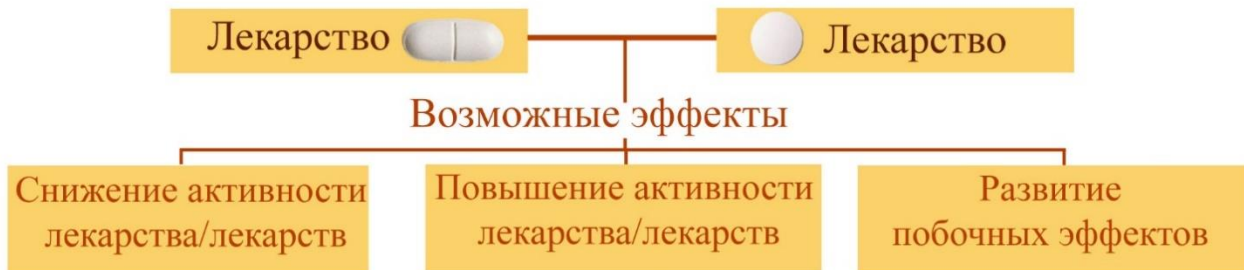 Лекарство
Лекарство
Возможные эффекты
Снижение активности
лекарства/лекарств
Повышение активности
лекарства/лекарств
Развитие
побочных эффектов